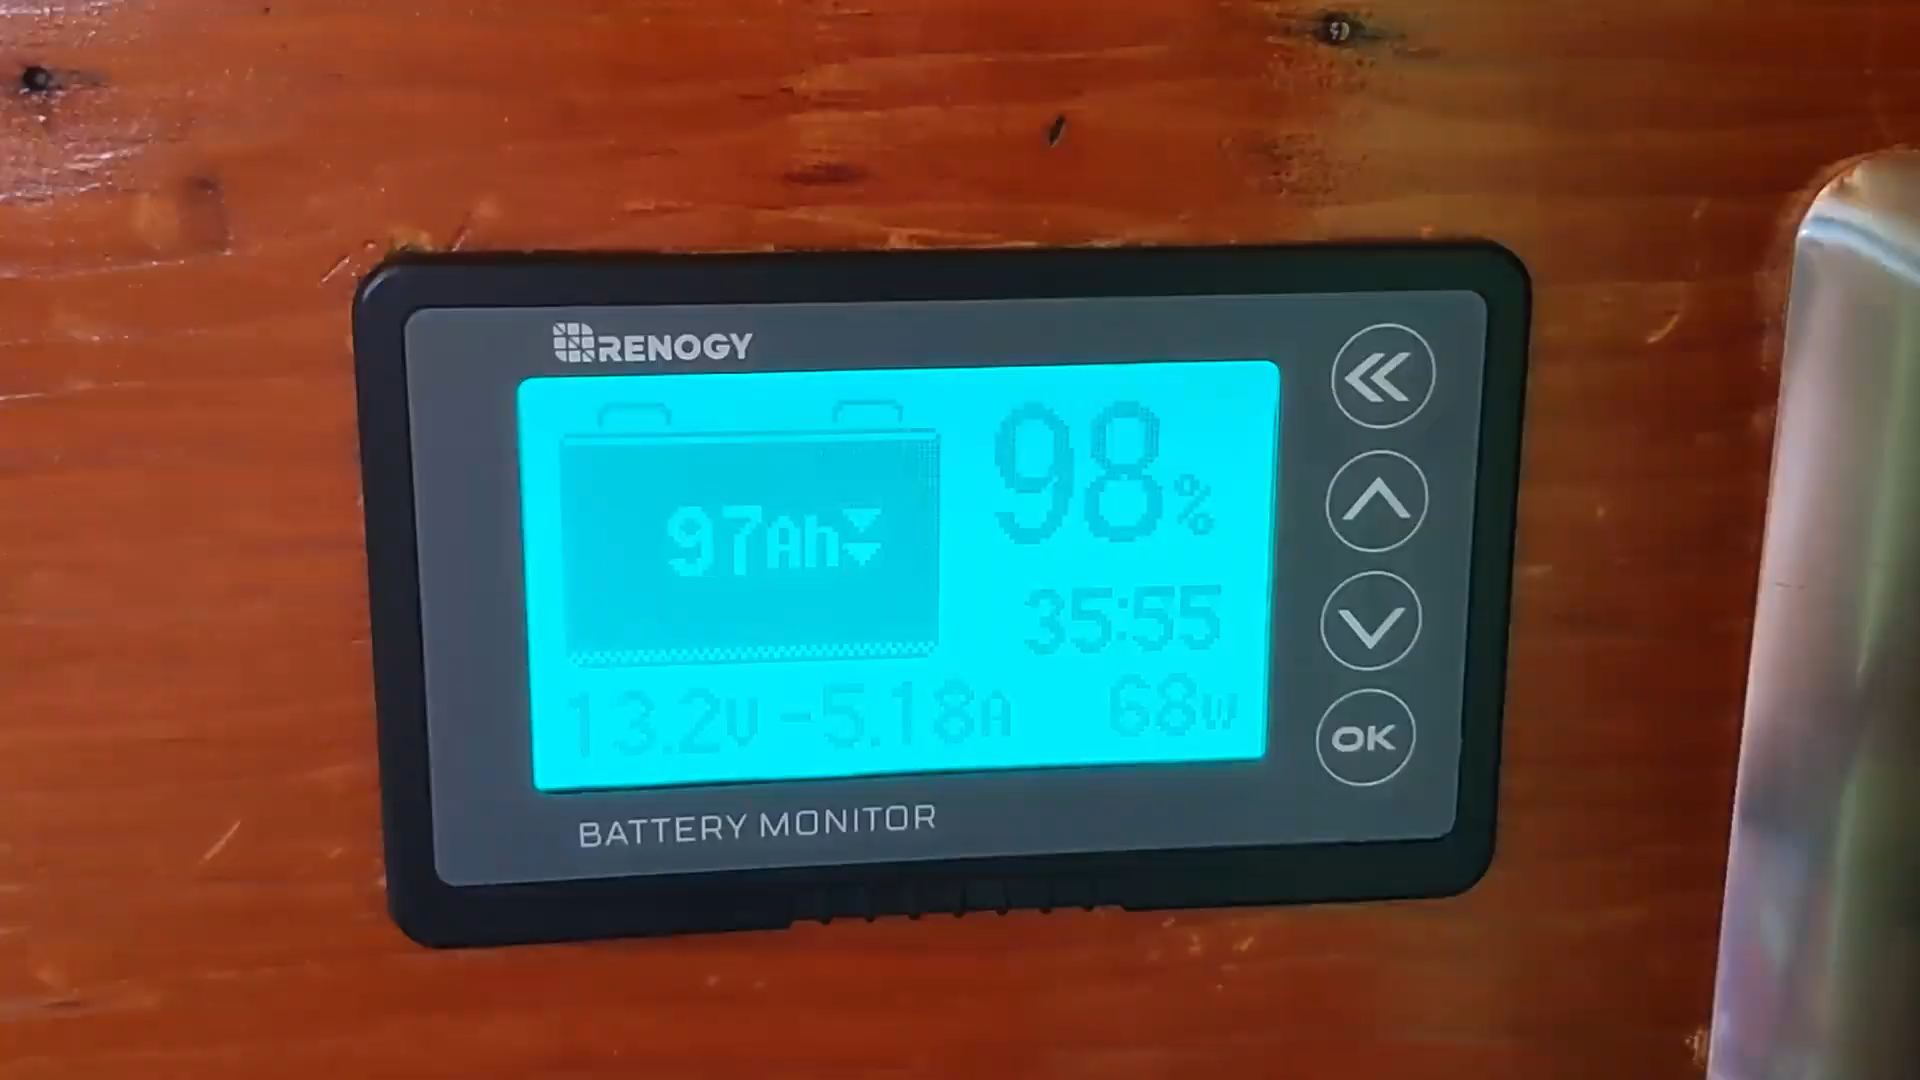 RENOGY
98%
97Ah
35:55
13.2V -5.18A 68W
OK
BATTERY MONITOR